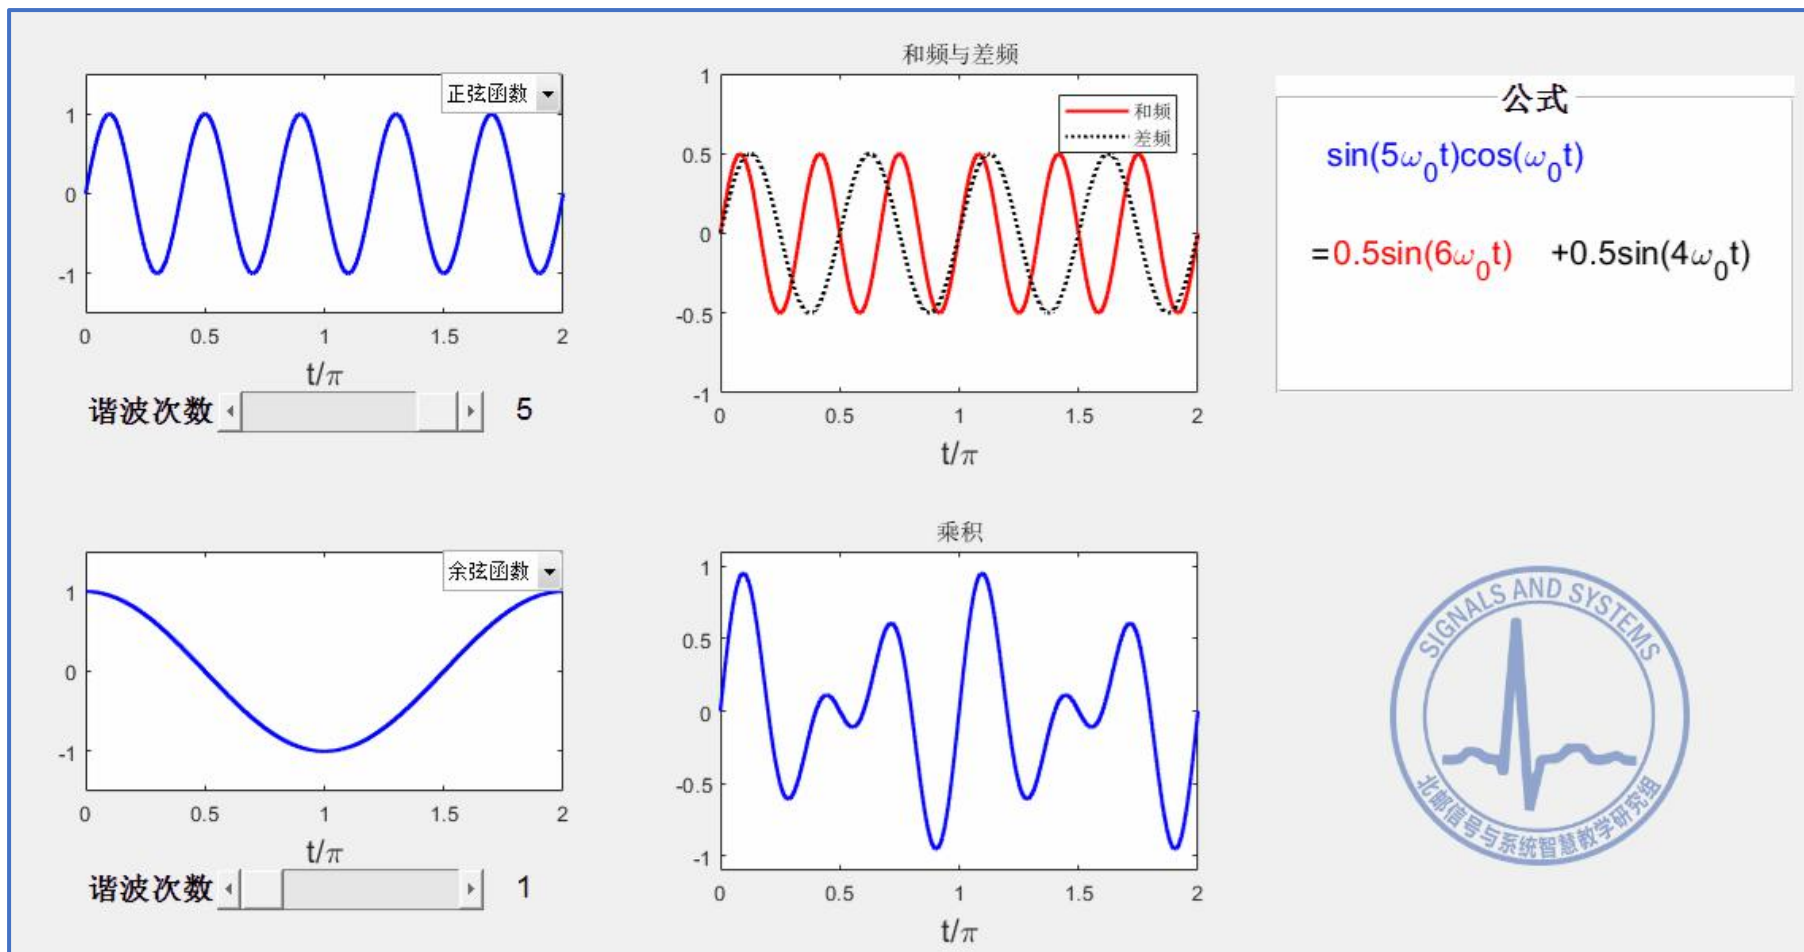 正弦函数
1
0
-1
0 0.5 1 1.5 2
t/π
谐波次数 5
余弦函数
1
0
-1
0 0.5 1 1.5 2
t/π
谐波次数 1
和频与差频
和频
差频
1
0.5
0
-0.5
-1
0 0.5 1 1.5 2
t/π
乘积
1
0.5
0
-0.5
-1
0 0.5 1 1.5 2
t/π
公式
sin(5ω₀t)cos(ω₀t)
=0.5sin(6ω₀t) +0.5sin(4ω₀t)
SIGNALS AND SYSTEMS
北邮信号与系统智慧教学研究组